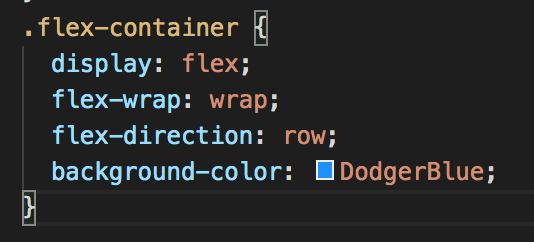 .flex-container {
display: flex;
flex-wrap: wrap;
flex-direction: row;
background-color: DodgerBlue;
}